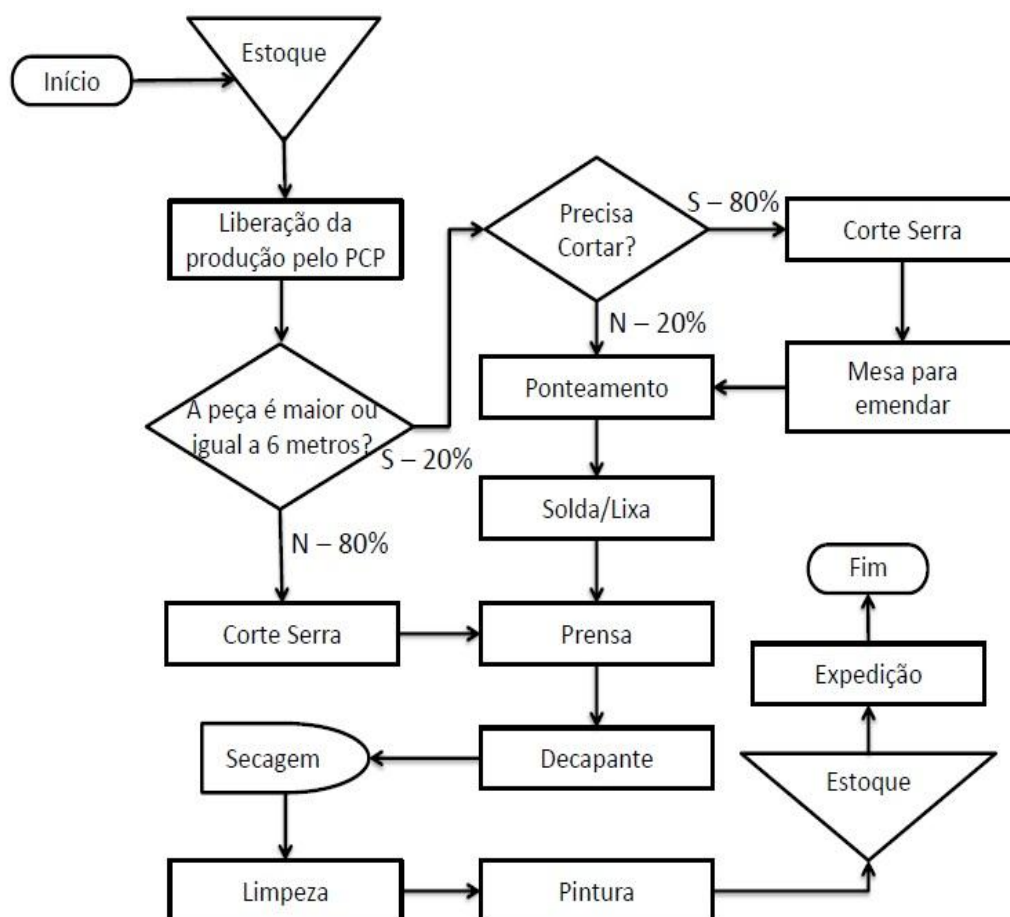 Início
Estoque
Liberação da
produção pelo PCP
A peça é maior ou
igual a 6 metros?
S – 20%
N – 80%
Precisa
Cortar?
S – 80%
Corte Serra
N – 20%
Mesa para
emendar
Ponteamento
Solda/Lixa
Corte Serra
Prensa
Decapante
Secagem
Limpeza
Pintura
Estoque
Expedição
Fim